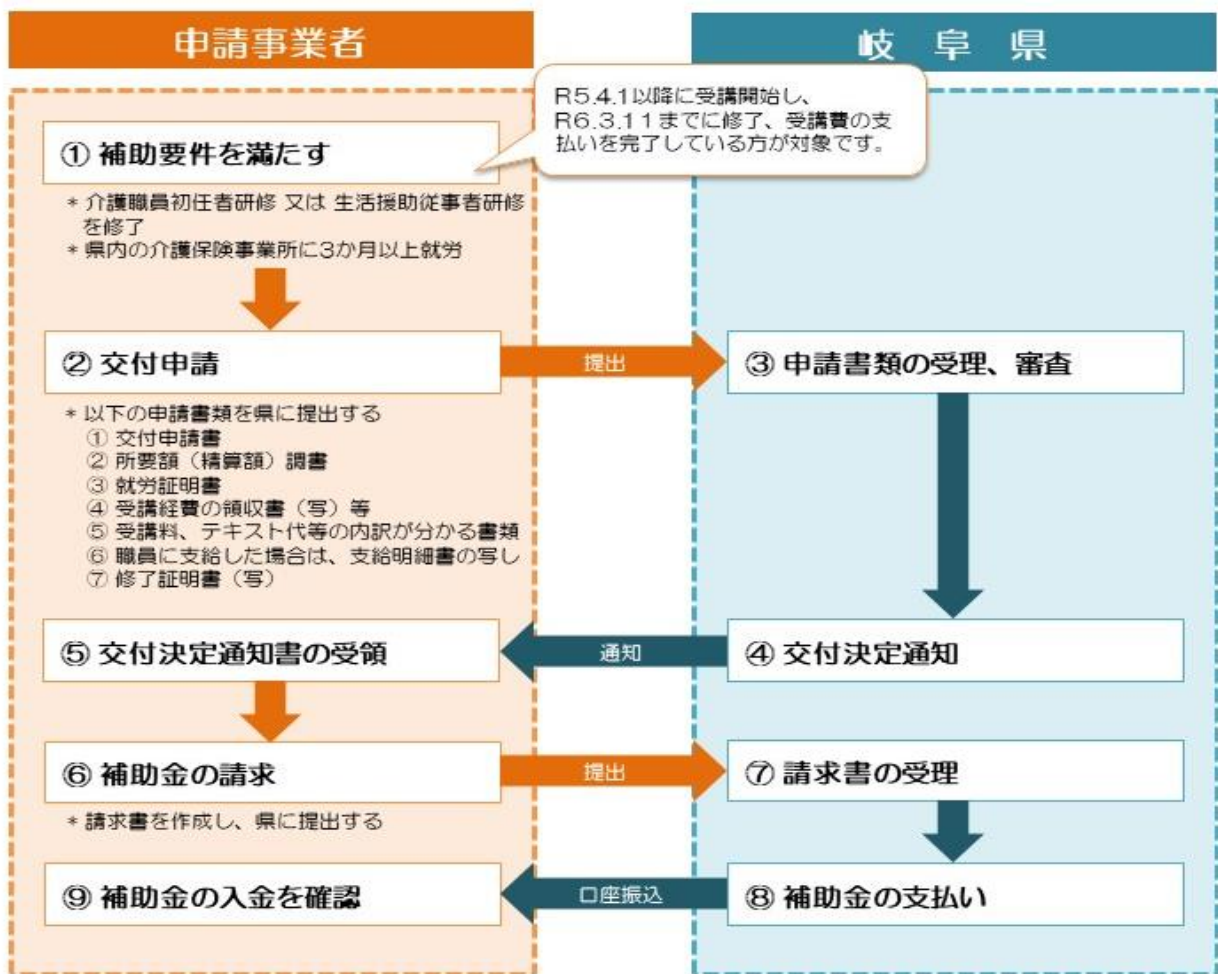 申請事業者
岐阜県
R5.4.1以降に受講開始し、
R6.3.11までに修了、受講費の支
払いを完了している方が対象です。
① 補助要件を満たす
＊介護職員初任者研修 又は 生活援助従事者研修
を修了
＊県内の介護保険事業所に3か月以上就労
② 交付申請
提出
③ 申請書類の受理、審査
＊以下の申請書類を県に提出する
① 交付申請書
② 所要額（精算額）調書
③ 就労証明書
④ 受講経費の領収書（写）等
⑤ 受講料、テキスト代等の内訳が分かる書類
⑥ 職員に支給した場合は、支給明細書の写し
⑦ 修了証明書（写）
⑤ 交付決定通知書の受領
通知
④ 交付決定通知
⑥ 補助金の請求
提出
⑦ 請求書の受理
＊請求書を作成し、県に提出する
⑨ 補助金の入金を確認
口座振込
⑧ 補助金の支払い